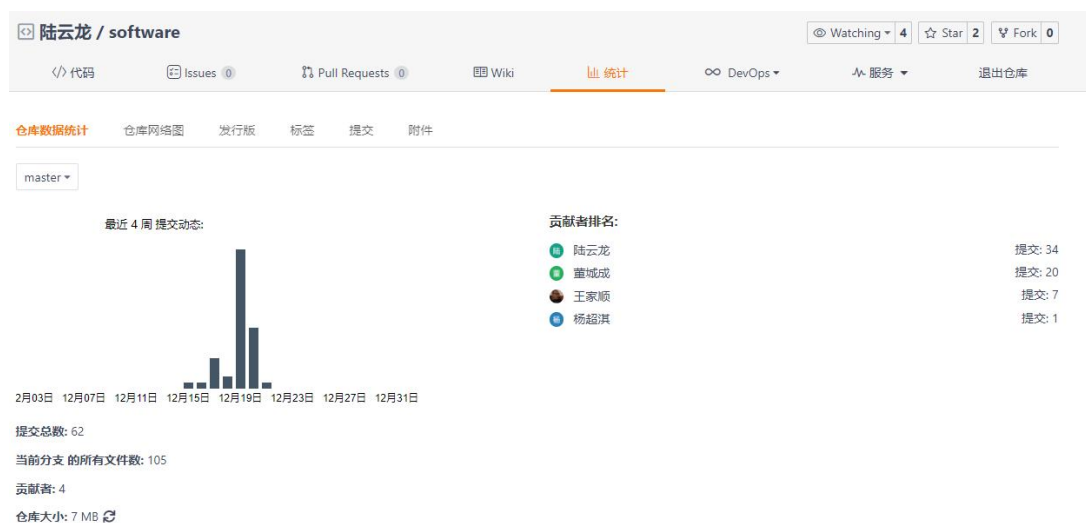 陆云龙 / software
Watching 4 Star 2 Fork 0
代码 Issues 0 Pull Requests 0 Wiki 统计 DevOps 服务 退出仓库
仓库数据统计 仓库网络图 发行版 标签 提交 附件
master
最近 4 周 提交动态:
贡献者排名:
陆 陆云龙 提交: 34
董 董城成 提交: 20
王家顺 提交: 7
杨 杨超淇 提交: 1
2月03日 12月07日 12月11日 12月15日 12月19日 12月23日 12月27日 12月31日
提交总数: 62
当前分支 的所有文件数: 105
贡献者: 4
仓库大小: 7 MB